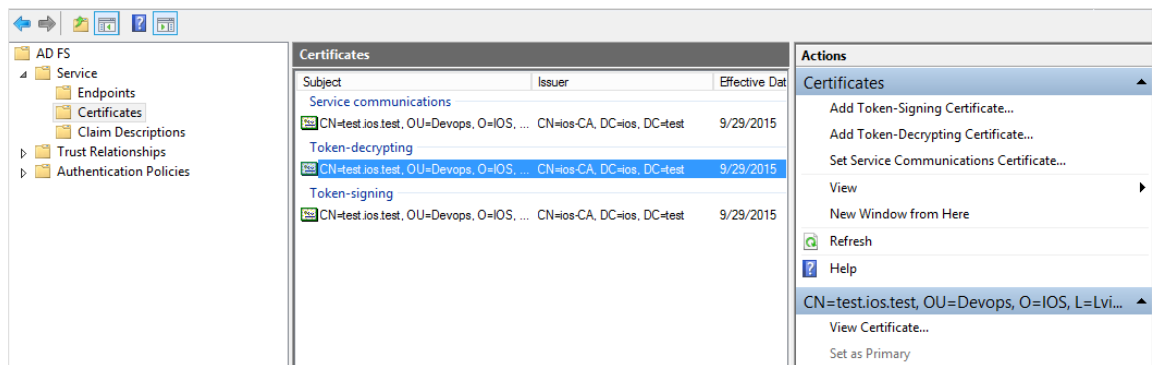 AD FS
Service
Endpoints
Certificates
Claim Descriptions
Trust Relationships
Authentication Policies
Certificates
Subject Issuer Effective Dat
Service communications
CN=test.ios.test, OU=Devops, O=IOS, ... CN=ios-CA, DC=ios, DC=test 9/29/2015
Token-decrypting
CN=test.ios.test, OU=Devops, O=IOS, ... CN=ios-CA, DC=ios, DC=test 9/29/2015
Token-signing
CN=test.ios.test, OU=Devops, O=IOS, ... CN=ios-CA, DC=ios, DC=test 9/29/2015
Actions
Certificates
Add Token-Signing Certificate...
Add Token-Decrypting Certificate...
Set Service Communications Certificate...
View
New Window from Here
Refresh
Help
CN=test.ios.test, OU=Devops, O=IOS, L=Lvi...
View Certificate...
Set as Primary